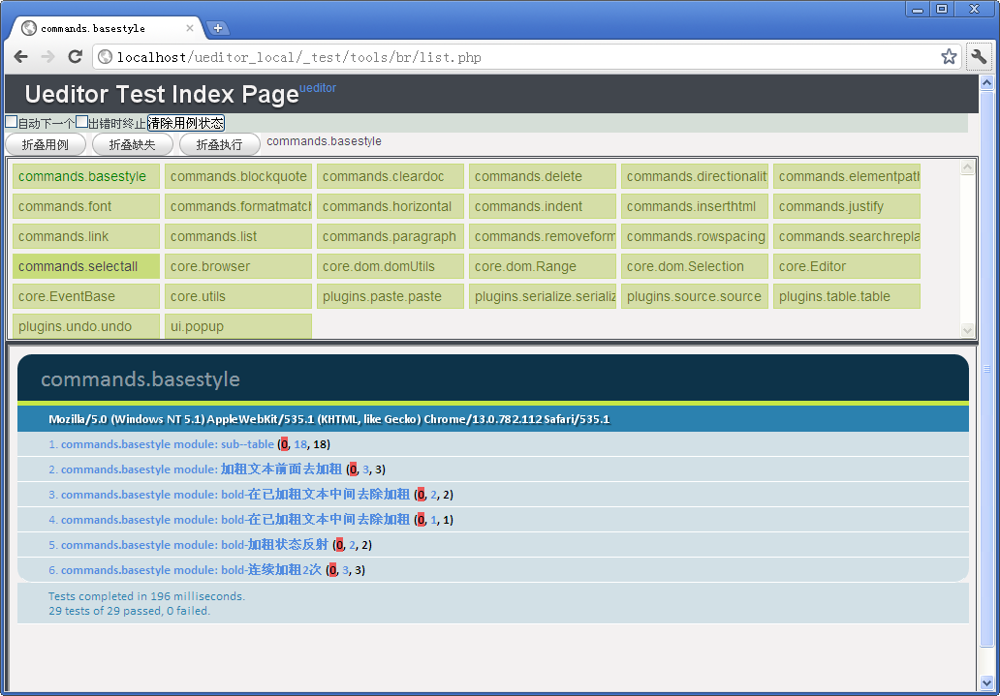 commands.basestyle
localhost/ueditor_local/_test/tools/br/list.php
Ueditor Test Index Page ueditor
自动下一个 出错时终止 清除用例状态
折叠用例 折叠缺失 折叠执行 commands.basestyle
commands.basestyle commands.blockquote commands.cleardoc commands.delete commands.directionalit commands.elementpath
commands.font commands.formatmatch commands.horizontal commands.indent commands.inserthtml commands.justify
commands.link commands.list commands.paragraph commands.removeform commands.rowspacing commands.searchrepla
commands.selectall core.browser core.dom.domUtils core.dom.Range core.dom.Selection core.Editor
core.EventBase core.utils plugins.paste.paste plugins.serialize.serializ plugins.source.source plugins.table.table
plugins.undo.undo ui.popup
commands.basestyle
Mozilla/5.0 (Windows NT 5.1) AppleWebKit/535.1 (KHTML, like Gecko) Chrome/13.0.782.112 Safari/535.1
1. commands.basestyle module: sub--table (0, 18, 18)
2. commands.basestyle module: 加粗文本前面去加粗 (0, 3, 3)
3. commands.basestyle module: bold-在已加粗文本中间去除加粗 (0, 2, 2)
4. commands.basestyle module: bold-在已加粗文本中间去除加粗 (0, 1, 1)
5. commands.basestyle module: bold-加粗状态反射 (0, 2, 2)
6. commands.basestyle module: bold-连续加粗2次 (0, 3, 3)
Tests completed in 196 milliseconds.
29 tests of 29 passed, 0 failed.